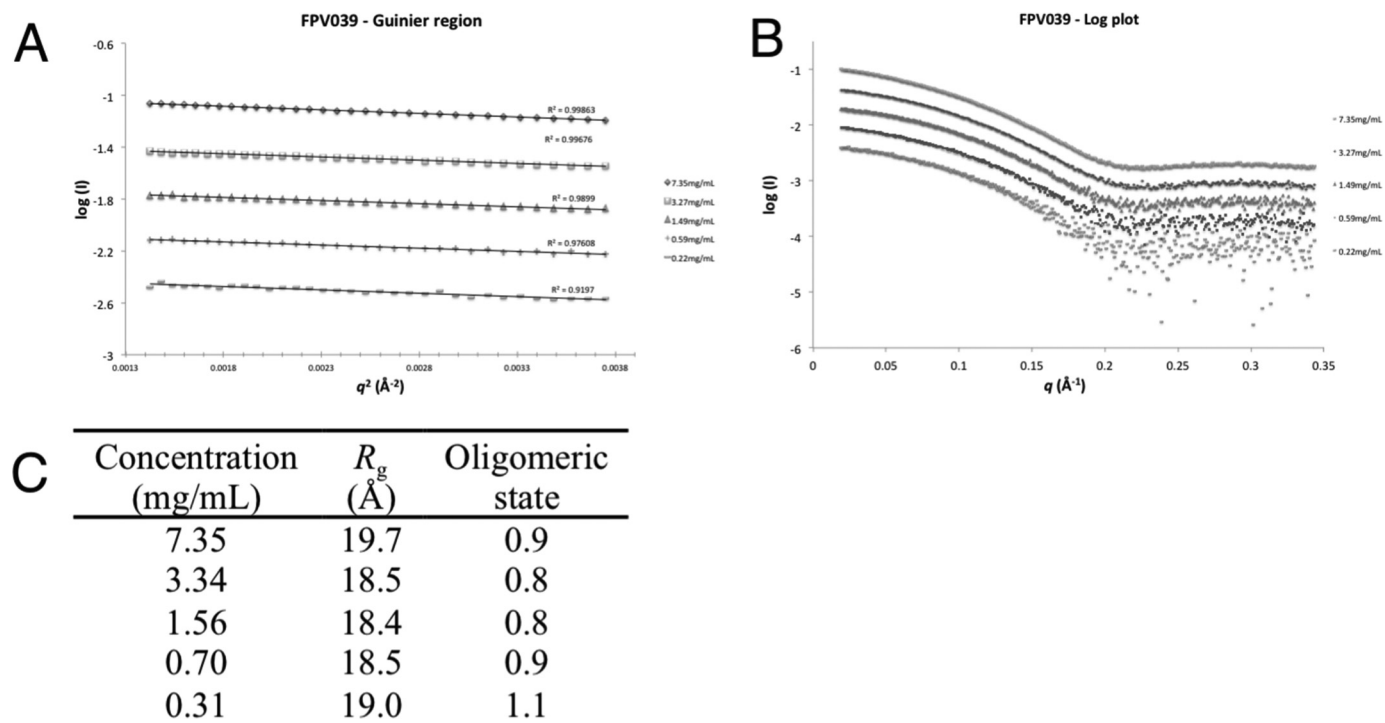 A
FPV039 - Guinier region
-0.6
-1
-1.4
-1.8
-2.2
-2.6
-3
log (I)
R² = 0.99863
R² = 0.99676
R² = 0.9899
R² = 0.97608
R² = 0.9197
7.35mg/mL
3.27mg/mL
1.49mg/mL
0.59mg/mL
0.22mg/mL
0.0013 0.0018 0.0023 0.0028 0.0033 0.0038
q² (Å⁻²)
B
FPV039 - Log plot
-1
-2
-3
-4
-5
-6
log (I)
7.35mg/mL
3.27mg/mL
1.49mg/mL
0.59mg/mL
0.22mg/mL
0 0.05 0.1 0.15 0.2 0.25 0.3 0.35
q (Å⁻¹)
C
Concentration Rg Oligomeric
(mg/mL) (Å) state
7.35 19.7 0.9
3.34 18.5 0.8
1.56 18.4 0.8
0.70 18.5 0.9
0.31 19.0 1.1